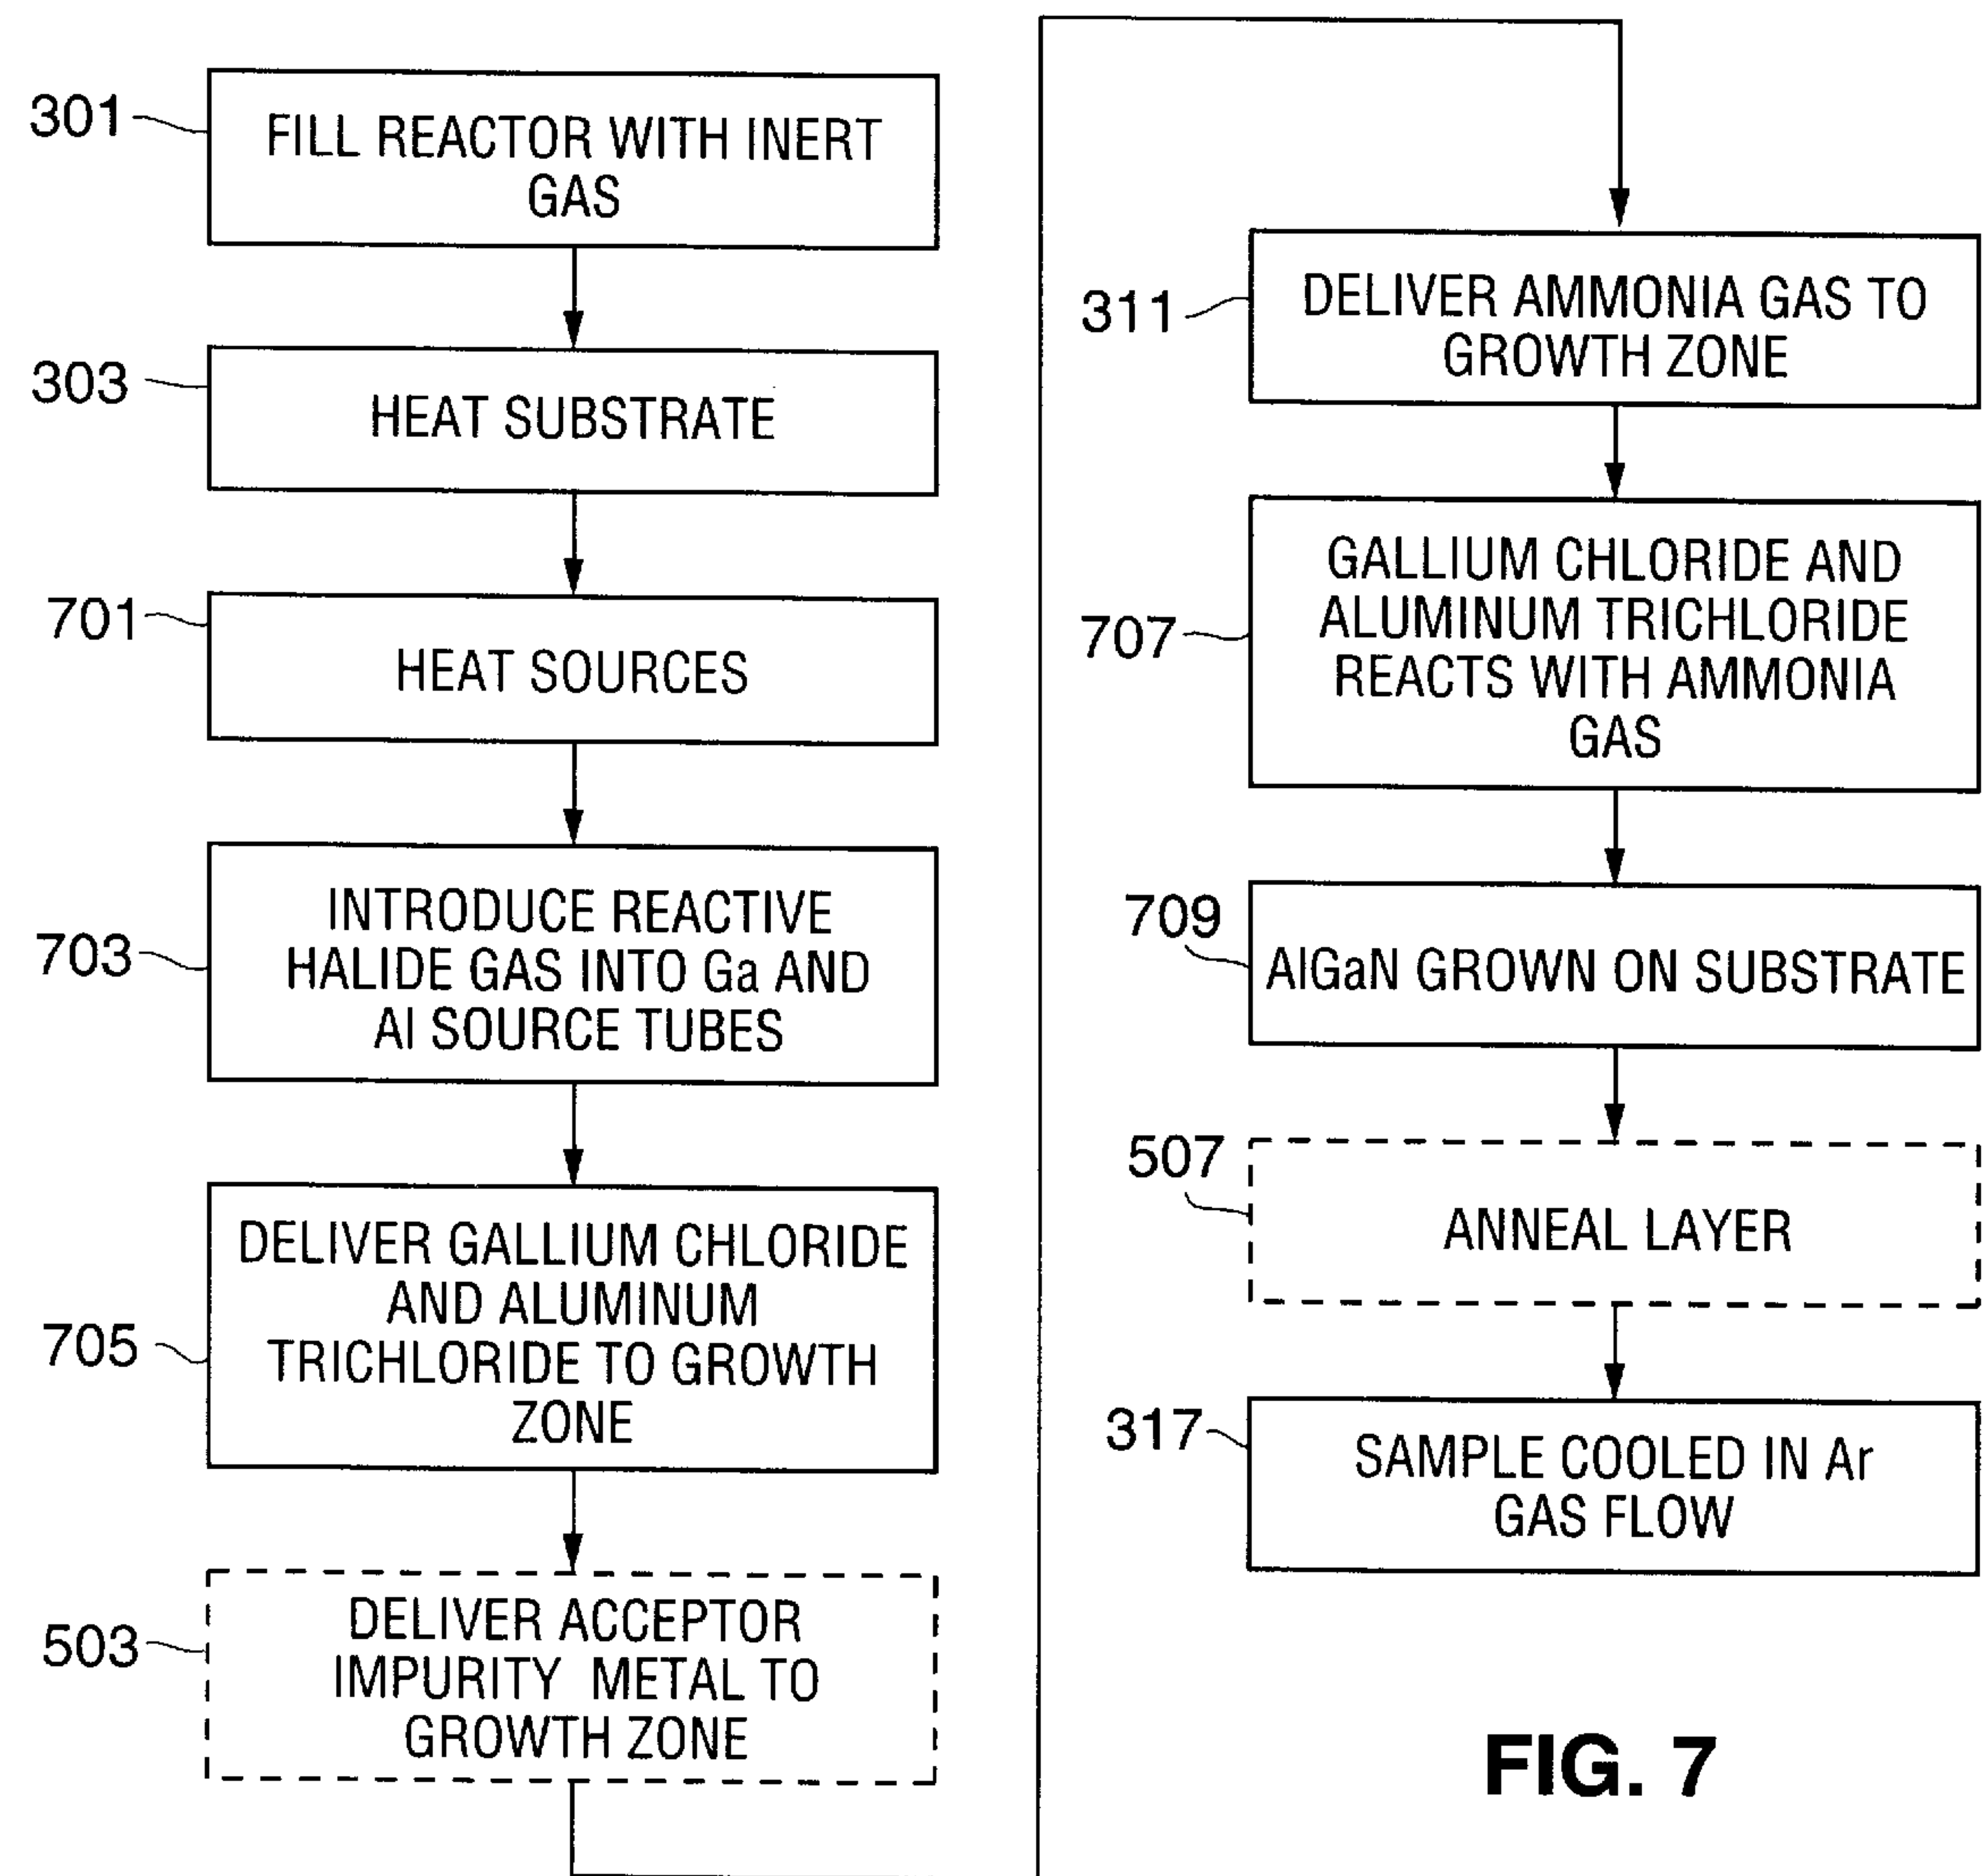 301
FILL REACTOR WITH INERT
GAS
303
HEAT SUBSTRATE
701
HEAT SOURCES
703
INTRODUCE REACTIVE
HALIDE GAS INTO Ga AND
Al SOURCE TUBES
705
DELIVER GALLIUM CHLORIDE
AND ALUMINUM
TRICHLORIDE TO GROWTH
ZONE
503
DELIVER ACCEPTOR
IMPURITY METAL TO
GROWTH ZONE
311
DELIVER AMMONIA GAS TO
GROWTH ZONE
707
GALLIUM CHLORIDE AND
ALUMINUM TRICHLORIDE
REACTS WITH AMMONIA
GAS
709
AlGaN GROWN ON SUBSTRATE
507
ANNEAL LAYER
317
SAMPLE COOLED IN Ar
GAS FLOW
FIG. 7